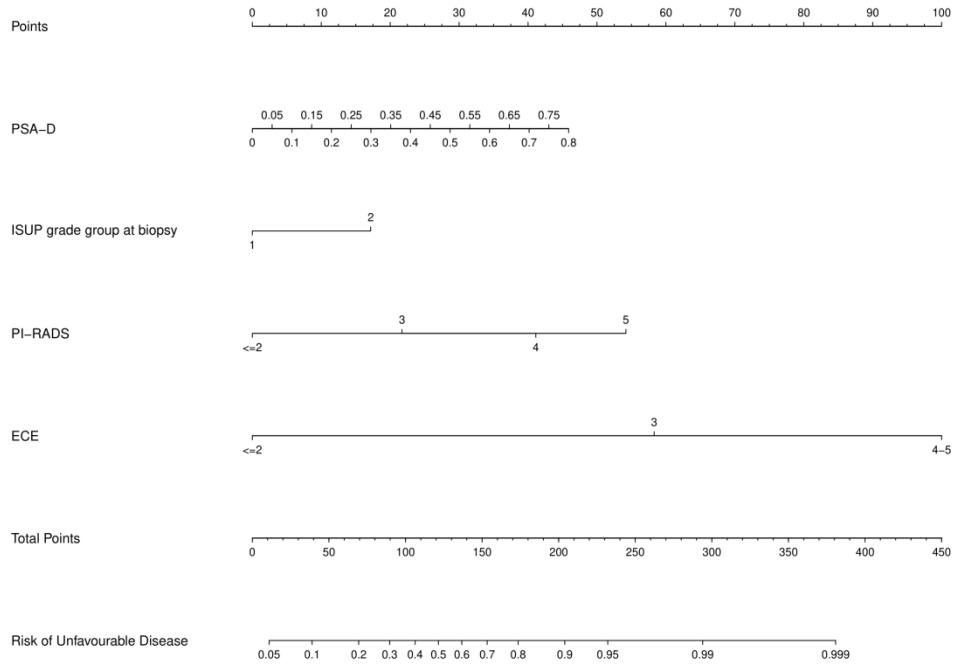 Points
0 10 20 30 40 50 60 70 80 90 100
PSA−D
0.05 0.15 0.25 0.35 0.45 0.55 0.65 0.75
0 0.1 0.2 0.3 0.4 0.5 0.6 0.7 0.8
ISUP grade group at biopsy
2
1
PI−RADS
3 5
<=2 4
ECE
3
<=2 4−5
Total Points
0 50 100 150 200 250 300 350 400 450
Risk of Unfavourable Disease
0.05 0.1 0.2 0.3 0.4 0.5 0.6 0.7 0.8 0.9 0.95 0.99 0.999